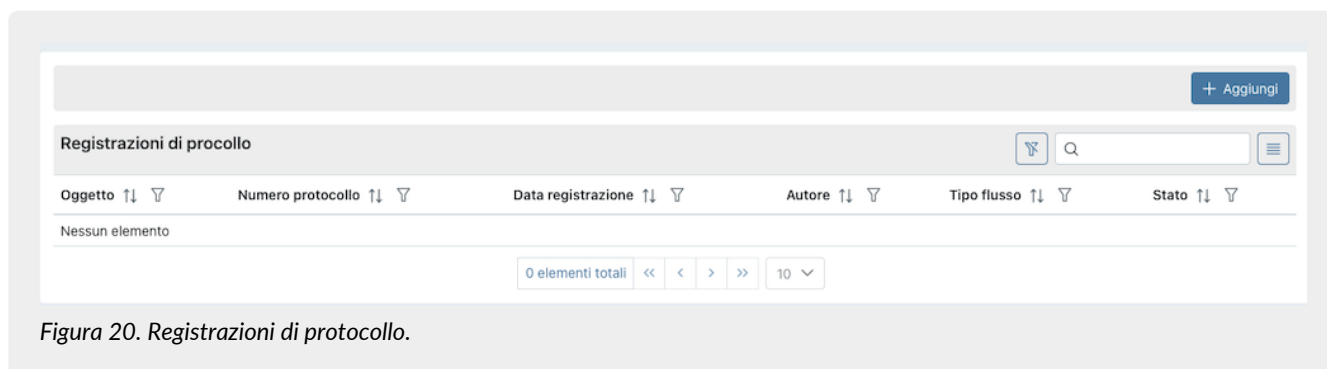 + Aggiungi
Registrazioni di procollo
Oggetto Numero protocollo Data registrazione Autore Tipo flusso Stato
Nessun elemento
0 elementi totali << < > >> 10
Figura 20. Registrazioni di protocollo.